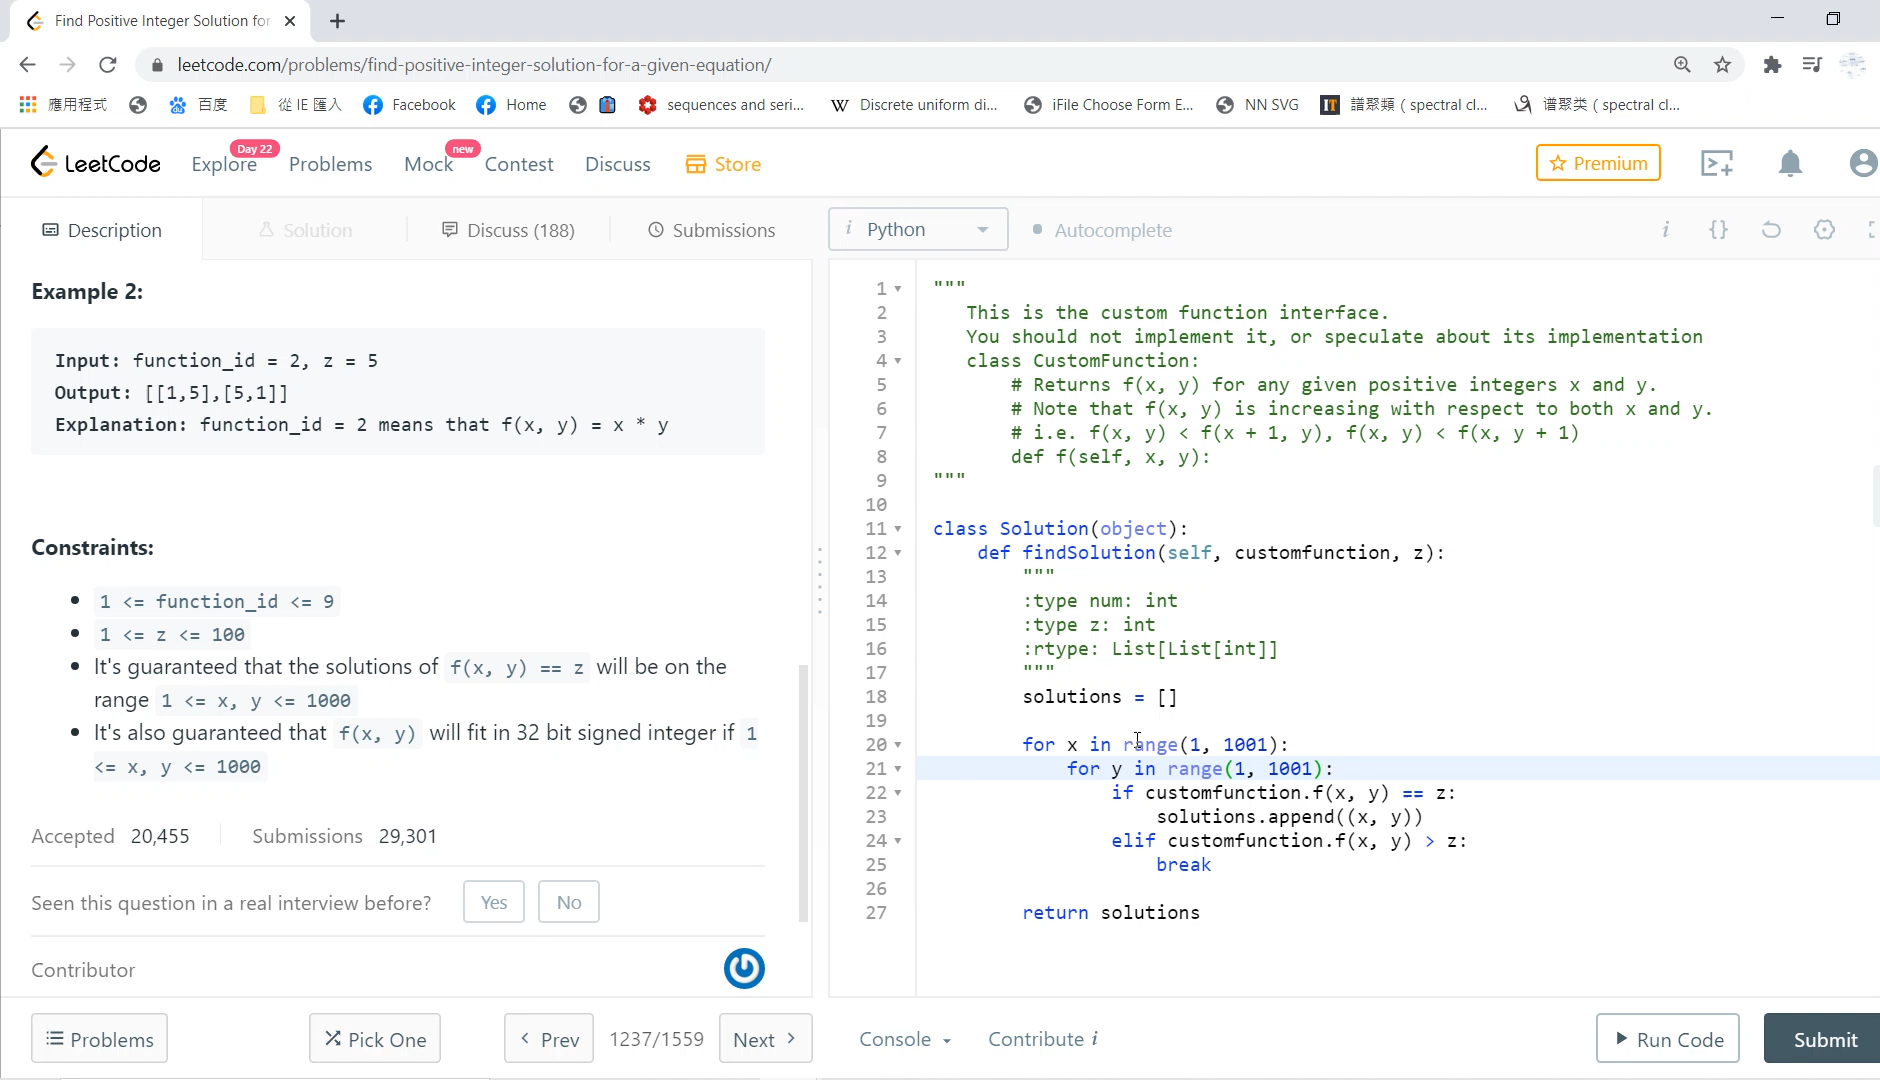 Find Positive Integer Solution for
leetcode.com/problems/find-positive-integer-solution-for-a-given-equation/
應用程式 百度 從 IE 匯入 Facebook Home sequences and seri... W Discrete uniform di... iFile Choose Form E... NN SVG IT 譜聚類 ( spectral cl... 谱聚类 ( spectral cl...
LeetCode Explore Day 22 Problems Mock new Contest Discuss Store Premium
Description Solution Discuss (188) Submissions i Python Autocomplete i {}
Example 2:
Input: function_id = 2, z = 5
Output: [[1,5],[5,1]]
Explanation: function_id = 2 means that f(x, y) = x * y
Constraints:
1 <= function_id <= 9
1 <= z <= 100
It's guaranteed that the solutions of f(x, y) == z will be on the
range 1 <= x, y <= 1000
It's also guaranteed that f(x, y) will fit in 32 bit signed integer if 1
<= x, y <= 1000
Accepted 20,455 Submissions 29,301
Seen this question in a real interview before? Yes No
Contributor
1 """
2 This is the custom function interface.
3 You should not implement it, or speculate about its implementation
4 class CustomFunction:
5 # Returns f(x, y) for any given positive integers x and y.
6 # Note that f(x, y) is increasing with respect to both x and y.
7 # i.e. f(x, y) < f(x + 1, y), f(x, y) < f(x, y + 1)
8 def f(self, x, y):
9 """
10
11 class Solution(object):
12 def findSolution(self, customfunction, z):
13 """
14 :type num: int
15 :type z: int
16 :rtype: List[List[int]]
17 """
18 solutions = []
19
20 for x in range(1, 1001):
21 for y in range(1, 1001):
22 if customfunction.f(x, y) == z:
23 solutions.append((x, y))
24 elif customfunction.f(x, y) > z:
25 break
26
27 return solutions
Problems Pick One < Prev 1237/1559 Next > Console Contribute i Run Code Submit